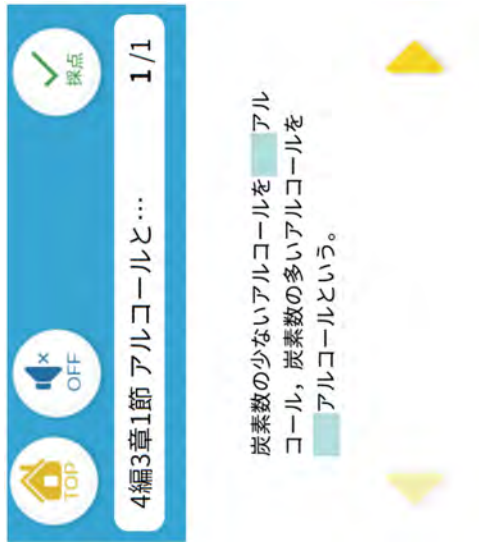 TOP
OFF
採点
4編3章1節 アルコールと… 1/1
炭素数の少ないアルコールを アル
コール,炭素数の多いアルコールを
アルコールという。